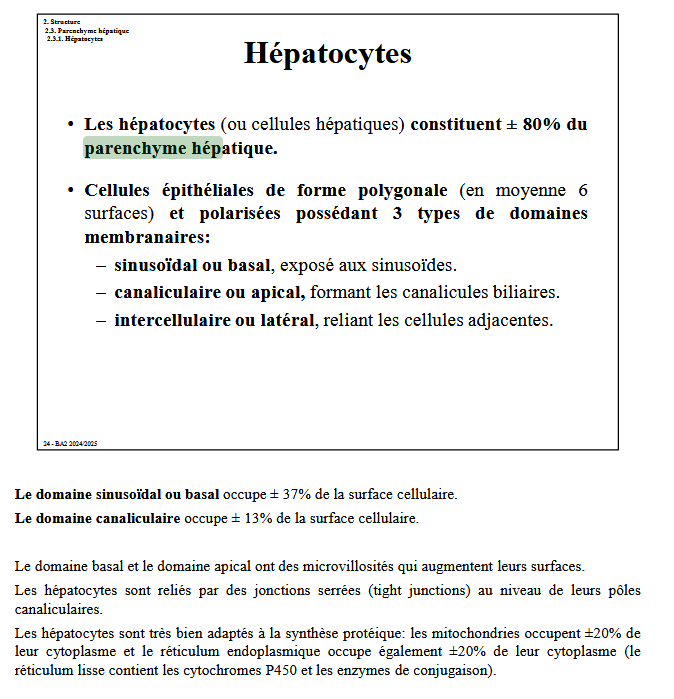 2. Structure
2.3. Parenchyme hépatique
2.3.1. Hépatocytes
Hépatocytes
• Les hépatocytes (ou cellules hépatiques) constituent ± 80% du
parenchyme hépatique.
• Cellules épithéliales de forme polygonale (en moyenne 6
surfaces) et polarisées possédant 3 types de domaines
membranaires:
– sinusoïdal ou basal, exposé aux sinusoïdes.
– canaliculaire ou apical, formant les canalicules biliaires.
– intercellulaire ou latéral, reliant les cellules adjacentes.
24 - BA2 2024/2025
Le domaine sinusoïdal ou basal occupe ± 37% de la surface cellulaire.
Le domaine canaliculaire occupe ± 13% de la surface cellulaire.
Le domaine basal et le domaine apical ont des microvillosités qui augmentent leurs surfaces.
Les hépatocytes sont reliés par des jonctions serrées (tight junctions) au niveau de leurs pôles
canaliculaires.
Les hépatocytes sont très bien adaptés à la synthèse protéique: les mitochondries occupent ±20% de
leur cytoplasme et le réticulum endoplasmique occupe également ±20% de leur cytoplasme (le
réticulum lisse contient les cytochromes P450 et les enzymes de conjugaison).